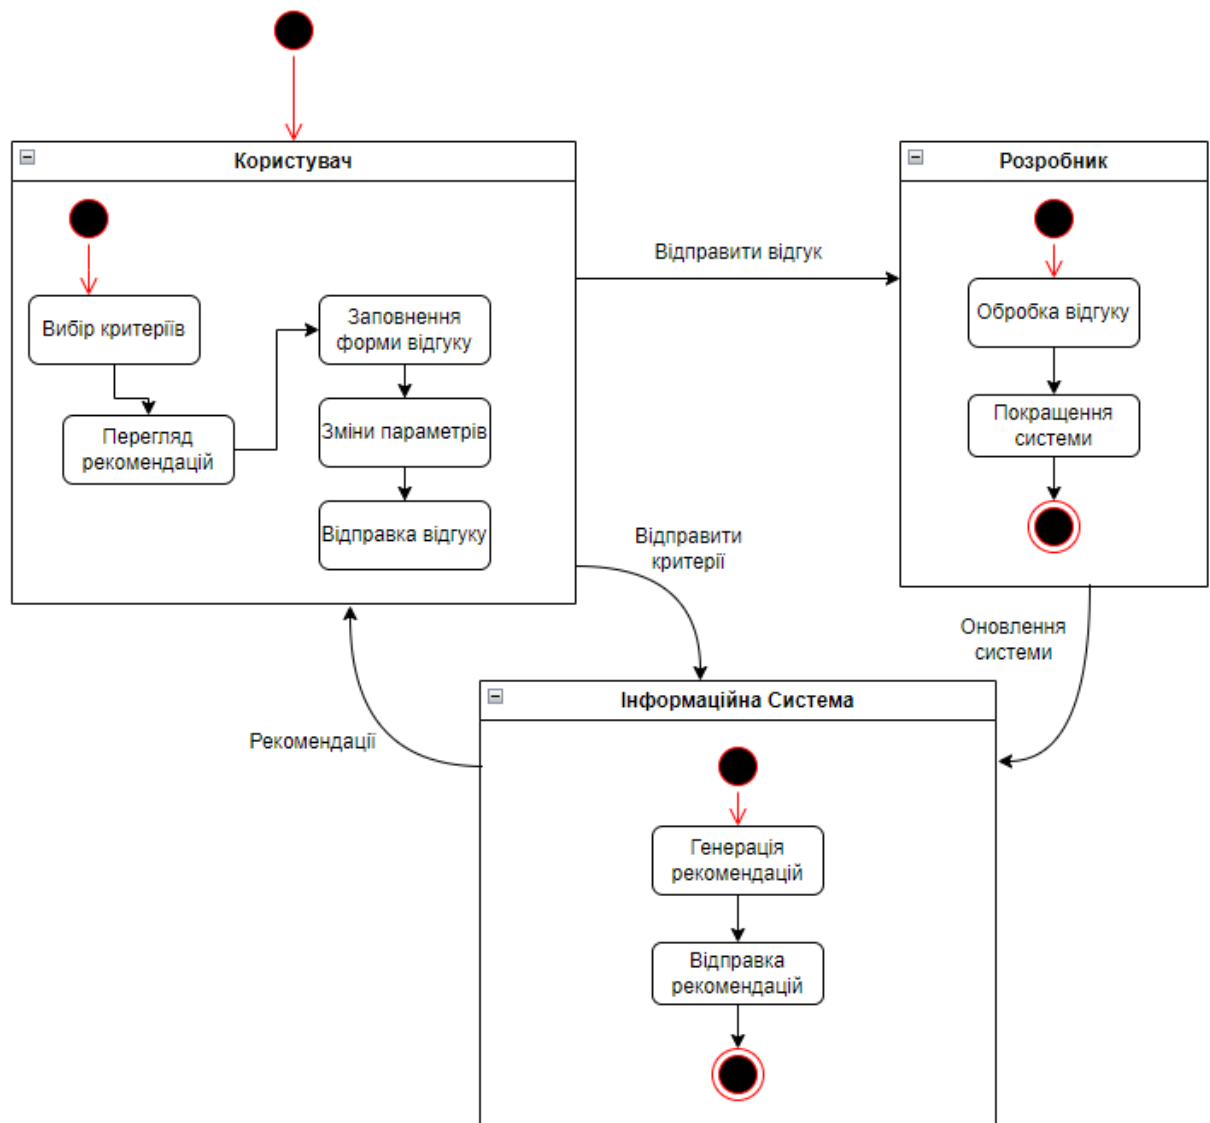 Користувач
Розробник
Відправити відгук
Вибір критеріїв
Заповнення
форми відгуку
Обробка відгуку
Перегляд
рекомендацій
Зміни параметрів
Покращення
системи
Відправка відгуку
Відправити
критерії
Оновлення
системи
Інформаційна Система
Рекомендації
Генерація
рекомендацій
Відправка
рекомендацій